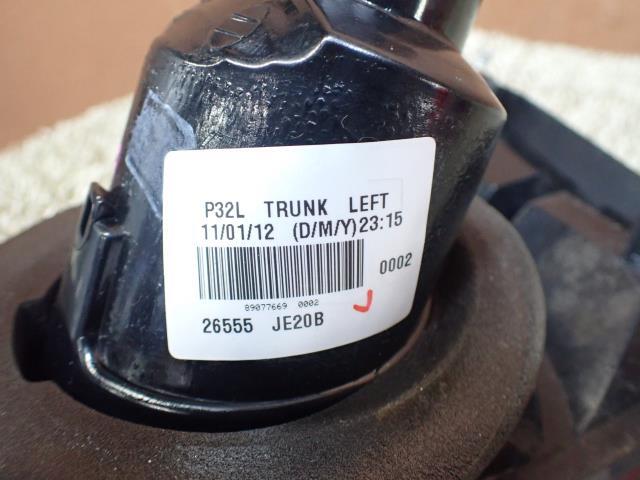 P32L TRUNK LEFT
11/01/12 (D/M/Y)23:15
0002
89077669 0002
26555 JE20B